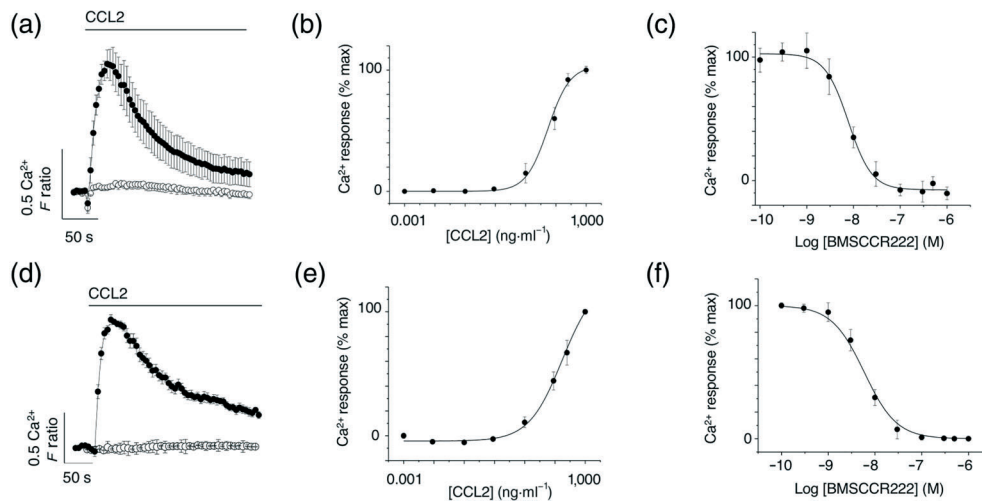 (a)
CCL2
0.5 Ca²⁺
F ratio
50 s
(b)
Ca²⁺ response (% max)
100
0
0.001
1,000
[CCL2] (ng·ml⁻¹)
(c)
Ca²⁺ response (% max)
100
0
−10
−9
−8
−7
−6
Log [BMSCCR222] (M)
(d)
CCL2
0.5 Ca²⁺
F ratio
50 s
(e)
Ca²⁺ response (% max)
100
0
0.001
1,000
[CCL2] (ng·ml⁻¹)
(f)
Ca²⁺ response (% max)
100
0
−10
−9
−8
−7
−6
Log [BMSCCR222] (M)